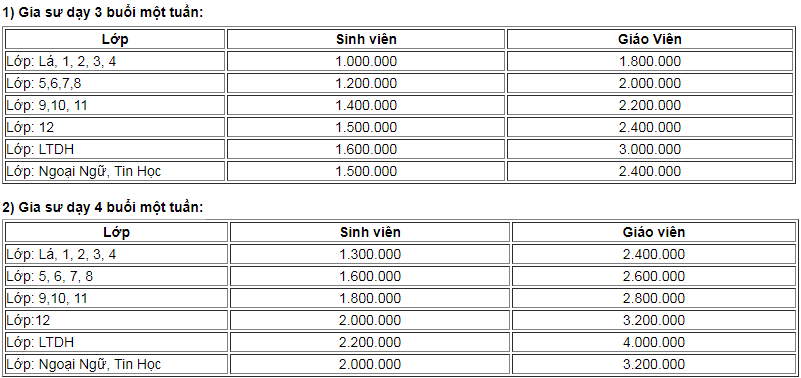 1) Gia sư dạy 3 buổi một tuần:
Lớp Sinh viên Giáo Viên
Lớp: Lá, 1, 2, 3, 4 1.000.000 1.800.000
Lớp: 5,6,7,8 1.200.000 2.000.000
Lớp: 9,10, 11 1.400.000 2.200.000
Lớp: 12 1.500.000 2.400.000
Lớp: LTDH 1.600.000 3.000.000
Lớp: Ngoại Ngữ, Tin Học 1.500.000 2.400.000
2) Gia sư dạy 4 buổi một tuần:
Lớp Sinh viên Giáo viên
Lớp: Lá, 1, 2, 3, 4 1.300.000 2.400.000
Lớp: 5, 6, 7, 8 1.600.000 2.600.000
Lớp: 9,10, 11 1.800.000 2.800.000
Lớp:12 2.000.000 3.200.000
Lớp: LTDH 2.200.000 4.000.000
Lớp: Ngoại Ngữ, Tin Học 2.000.000 3.200.000